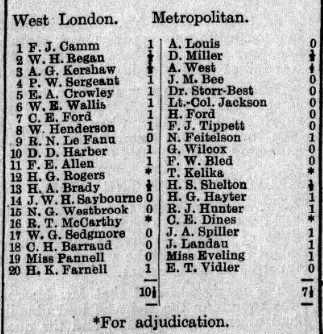 West London. Metropolitan.
1 F. J. Camm 1 A. Louis 0
2 W. H. Regan ½ D. Miller ½
3 A. G. Kershaw ½ A. West ½
4 P. W. Sergeant 1 J. M. Bee 0
5 E. A. Crowley 1 Dr. Storr-Best 0
6 W. E. Wallis 1 Lt.-Col. Jackson 0
7 C. E. Ford 1 H. Ford 0
8 W. Henderson 1 F. J. Tippett 0
9 R. N. Le Fanu 0 N. Feitelson 1
10 D. D. Harber 1 G. Wilcox 0
11 F. E. Allen 1 F. W. Bled 0
12 H. G. Rogers * T. Kelika *
13 H. A. Brady ½ H. S. Shelton ½
14 J. W. H. Saybourne 0 H. G. Hayter 1
15 N. G. Westbrook 0 R. J. Hunter 1
16 R. T. McCarthy * C. E. Dines *
17 W. G. Sedgmore 0 J. A. Spiller 1
18 C. H. Barraud 0 J. Landau 1
19 Miss Pannell 0 Miss Eveling 1
20 H. K. Farnell 1 E. T. Vidler 0
10½ 7½
*For adjudication.